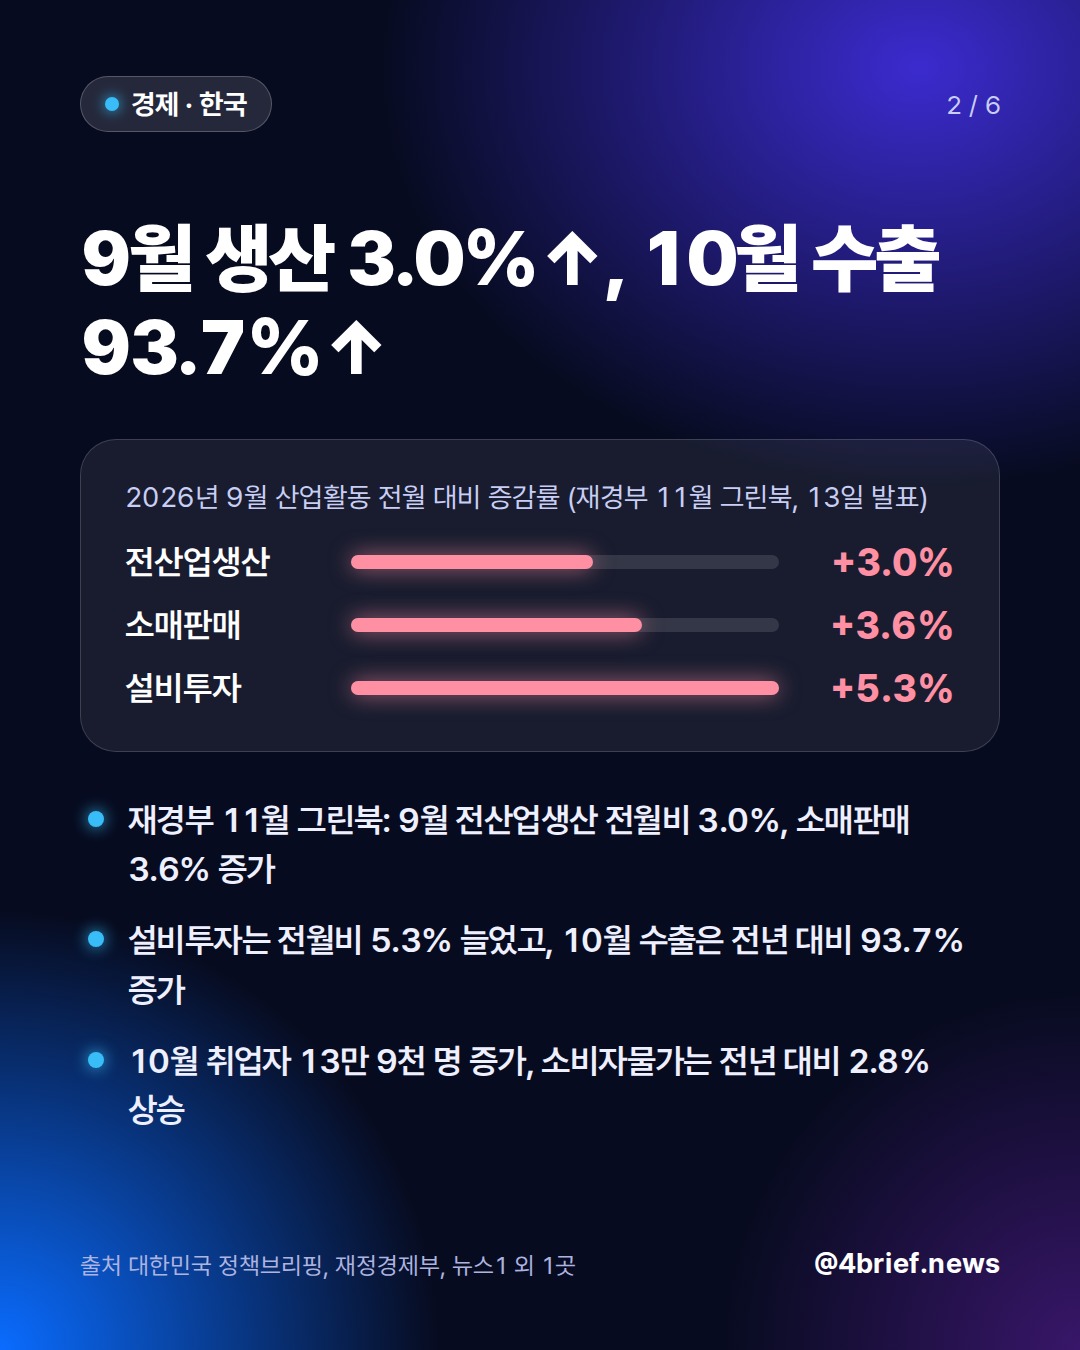 경제 · 한국
2 / 6
9월 생산 3.0%↑, 10월 수출
93.7%↑
2026년 9월 산업활동 전월 대비 증감률 (재경부 11월 그린북, 13일 발표)
전산업생산 +3.0%
소매판매 +3.6%
설비투자 +5.3%
재경부 11월 그린북: 9월 전산업생산 전월비 3.0%, 소매판매
3.6% 증가
설비투자는 전월비 5.3% 늘었고, 10월 수출은 전년 대비 93.7%
증가
10월 취업자 13만 9천 명 증가, 소비자물가는 전년 대비 2.8%
상승
출처 대한민국 정책브리핑, 재정경제부, 뉴스1 외 1곳
@4brief.news